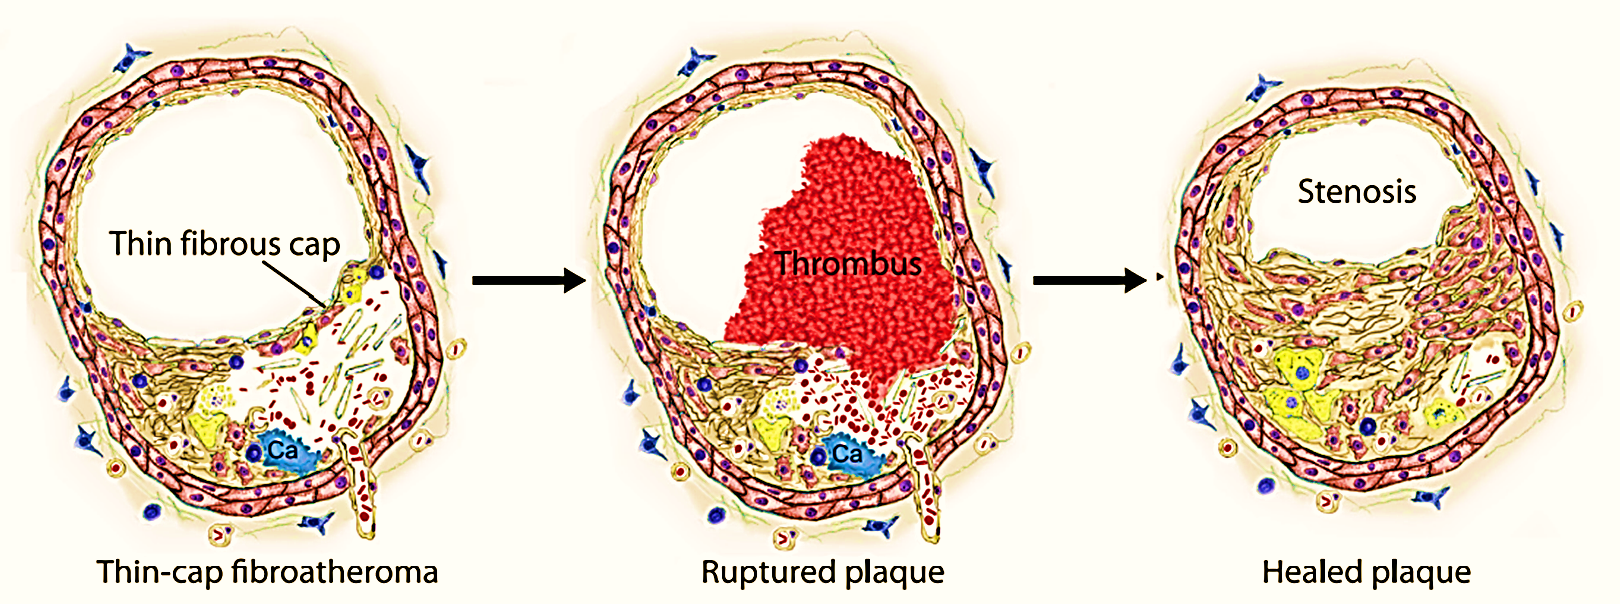 Thin fibrous cap
Ca
Thin-cap fibroatheroma
Thrombus
Ca
Ruptured plaque
Stenosis
Healed plaque